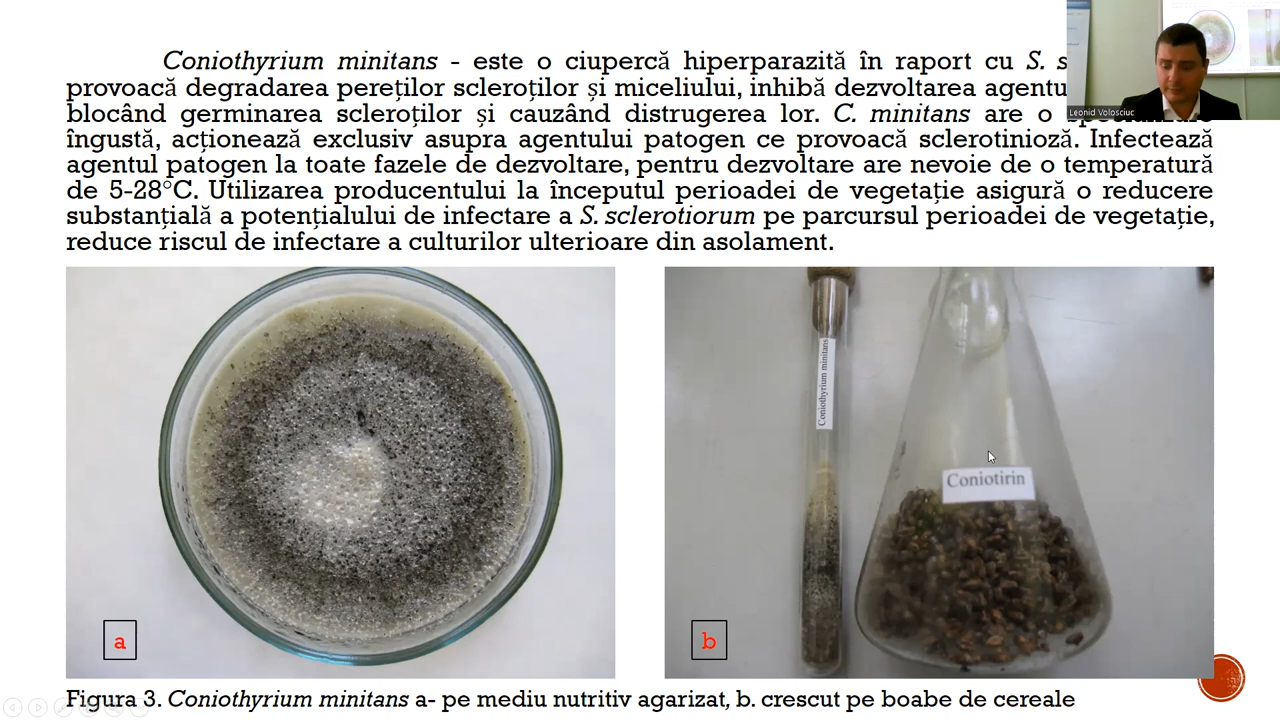 Coniothyrium minitans - este o ciupercă hiperparazită în raport cu S.
provoacă degradarea pereților scleroților și miceliului, inhibă dezvoltarea
blocând germinarea scleroților și cauzând distrugerea lor. C. minitans are o
îngustă, acționează exclusiv asupra agentului patogen ce provoacă sclerotinioză. Infectează
agentul patogen la toate fazele de dezvoltare, pentru dezvoltare are nevoie de o temperatură
de 5-28°C. Utilizarea producentului la începutul perioadei de vegetație asigură o reducere
substanțială a potențialului de infectare a S. sclerotiorum pe parcursul perioadei de vegetație,
reduce riscul de infectare a culturilor ulterioare din asolament.
Leonid Volosciuc
Coniothyrium minitans
Coniotirin
a
b
Figura 3. Coniothyrium minitans a- pe mediu nutritiv agarizat, b. crescut pe boabe de cereale